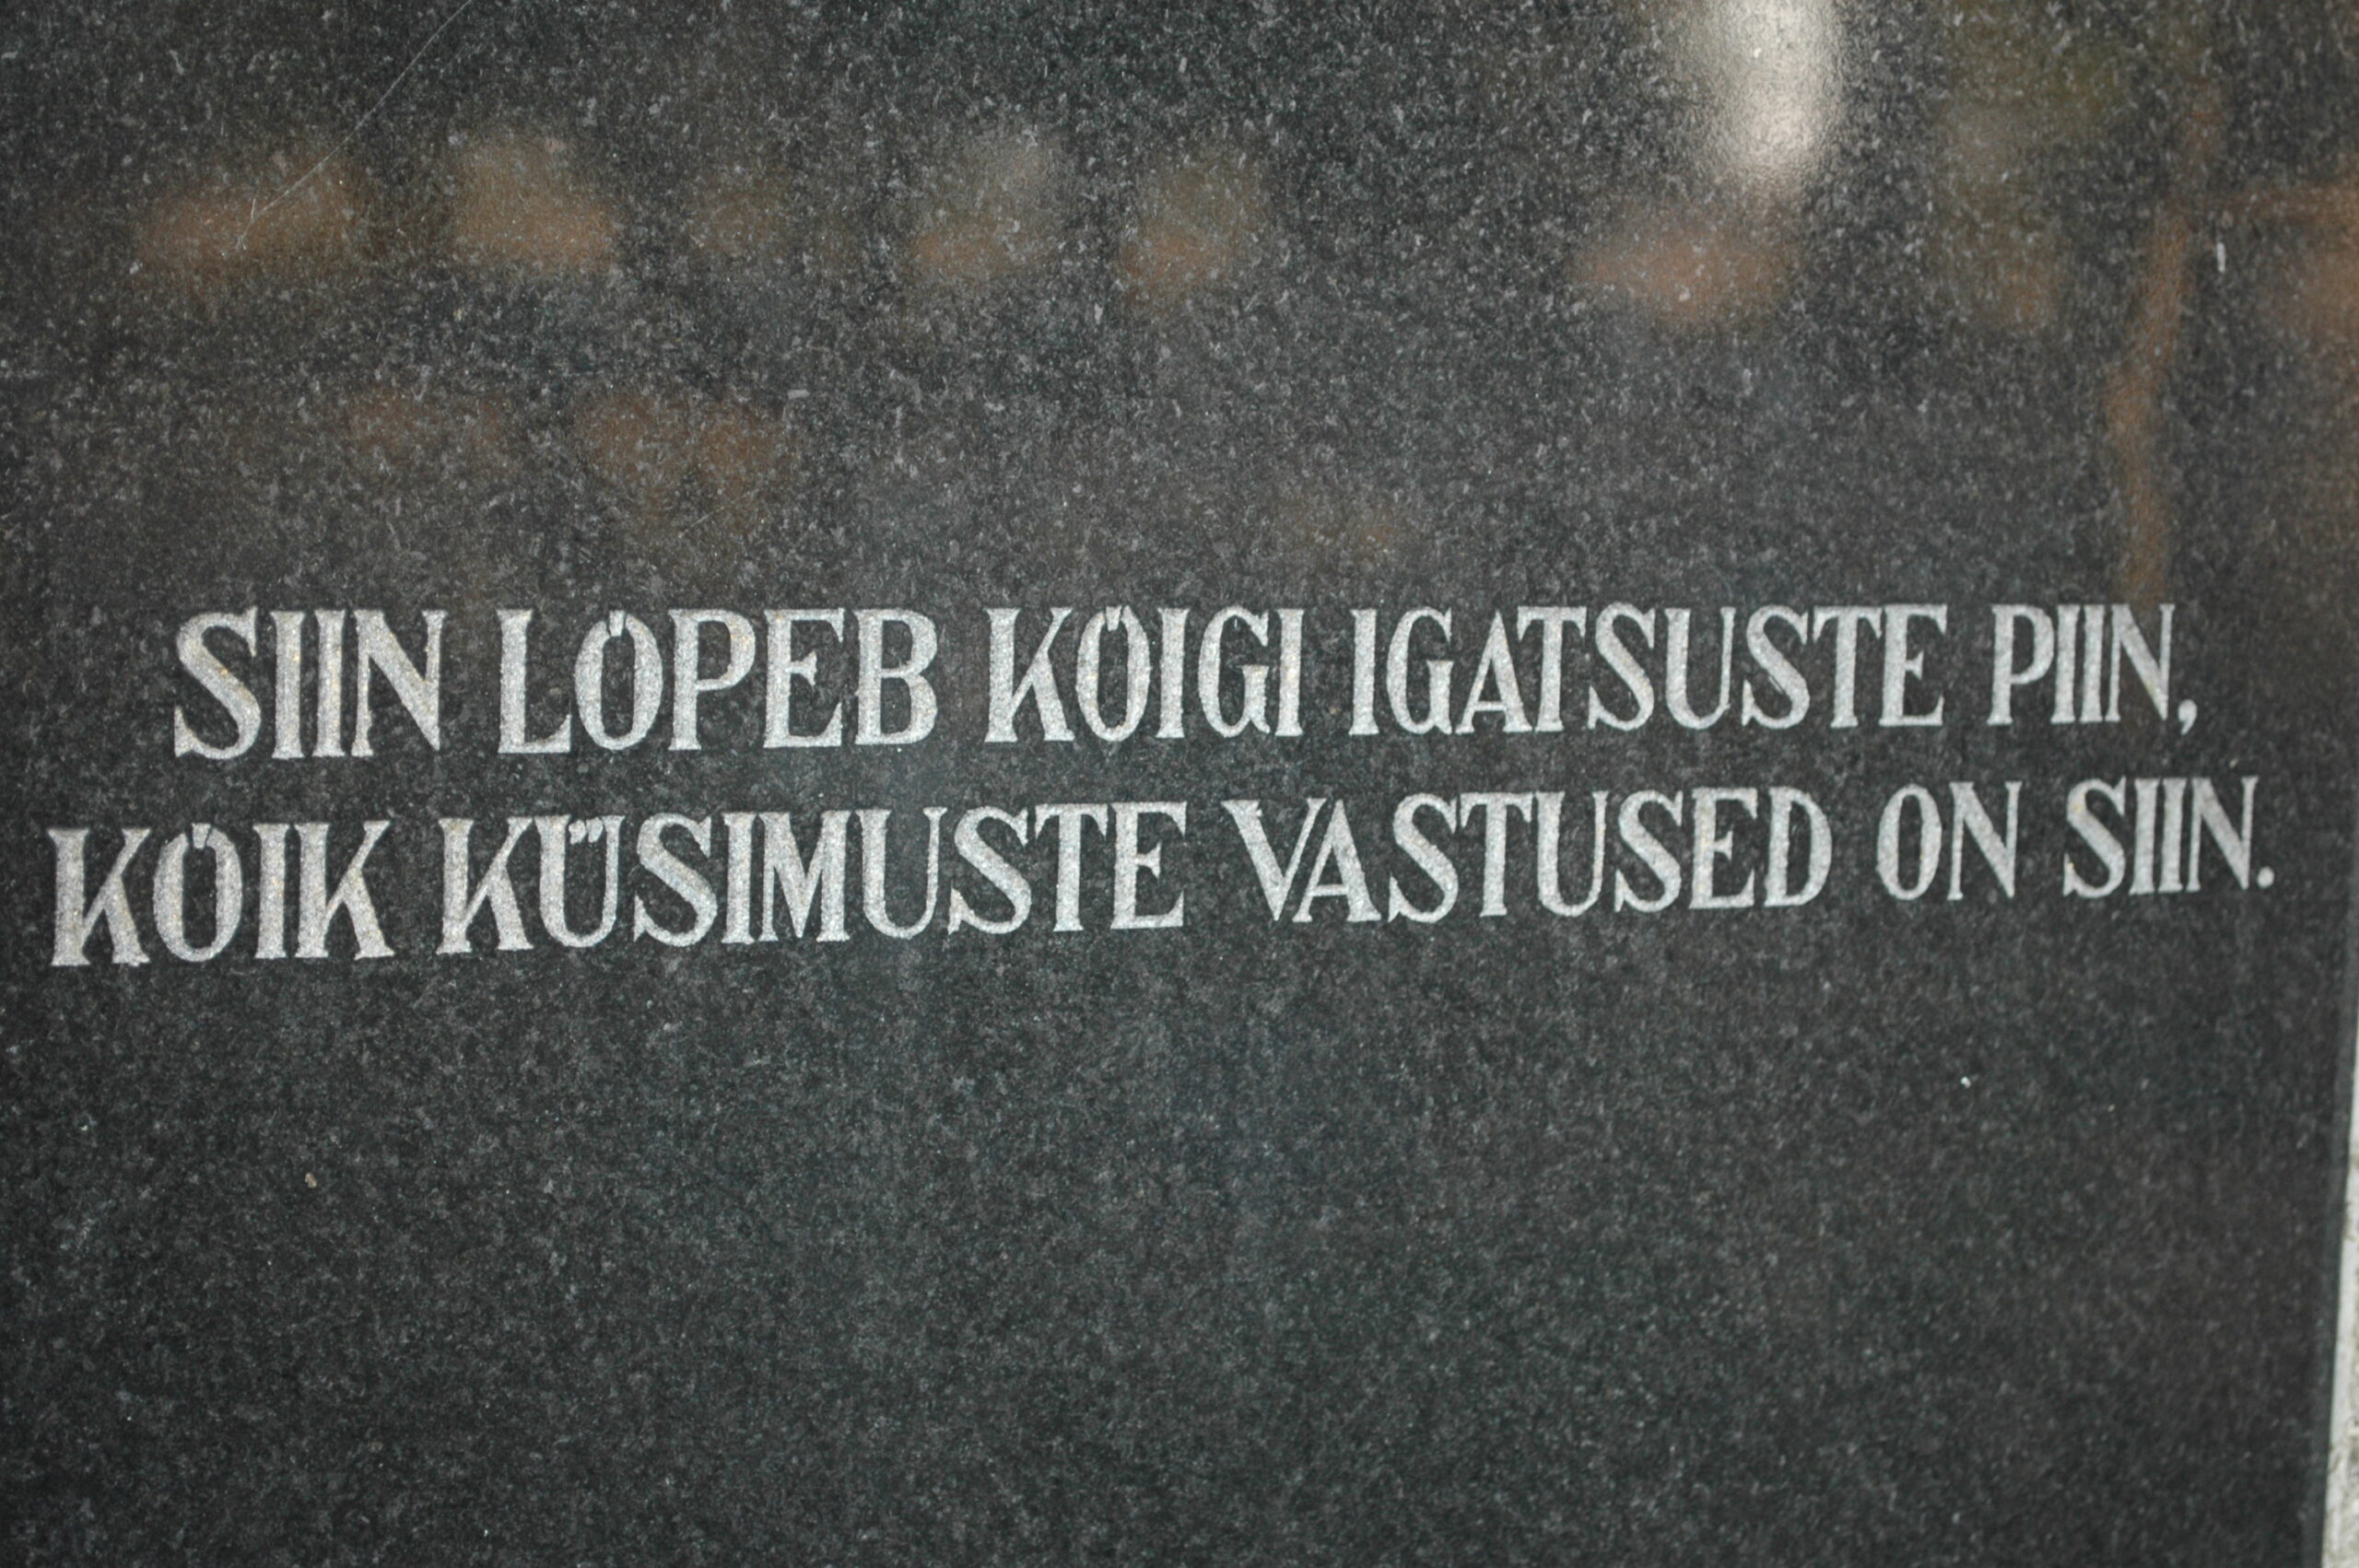 SIIN LÕPEB KÕIGI IGATSUSTE PIIN,
KÕIK KÜSIMUSTE VASTUSED ON SIIN.